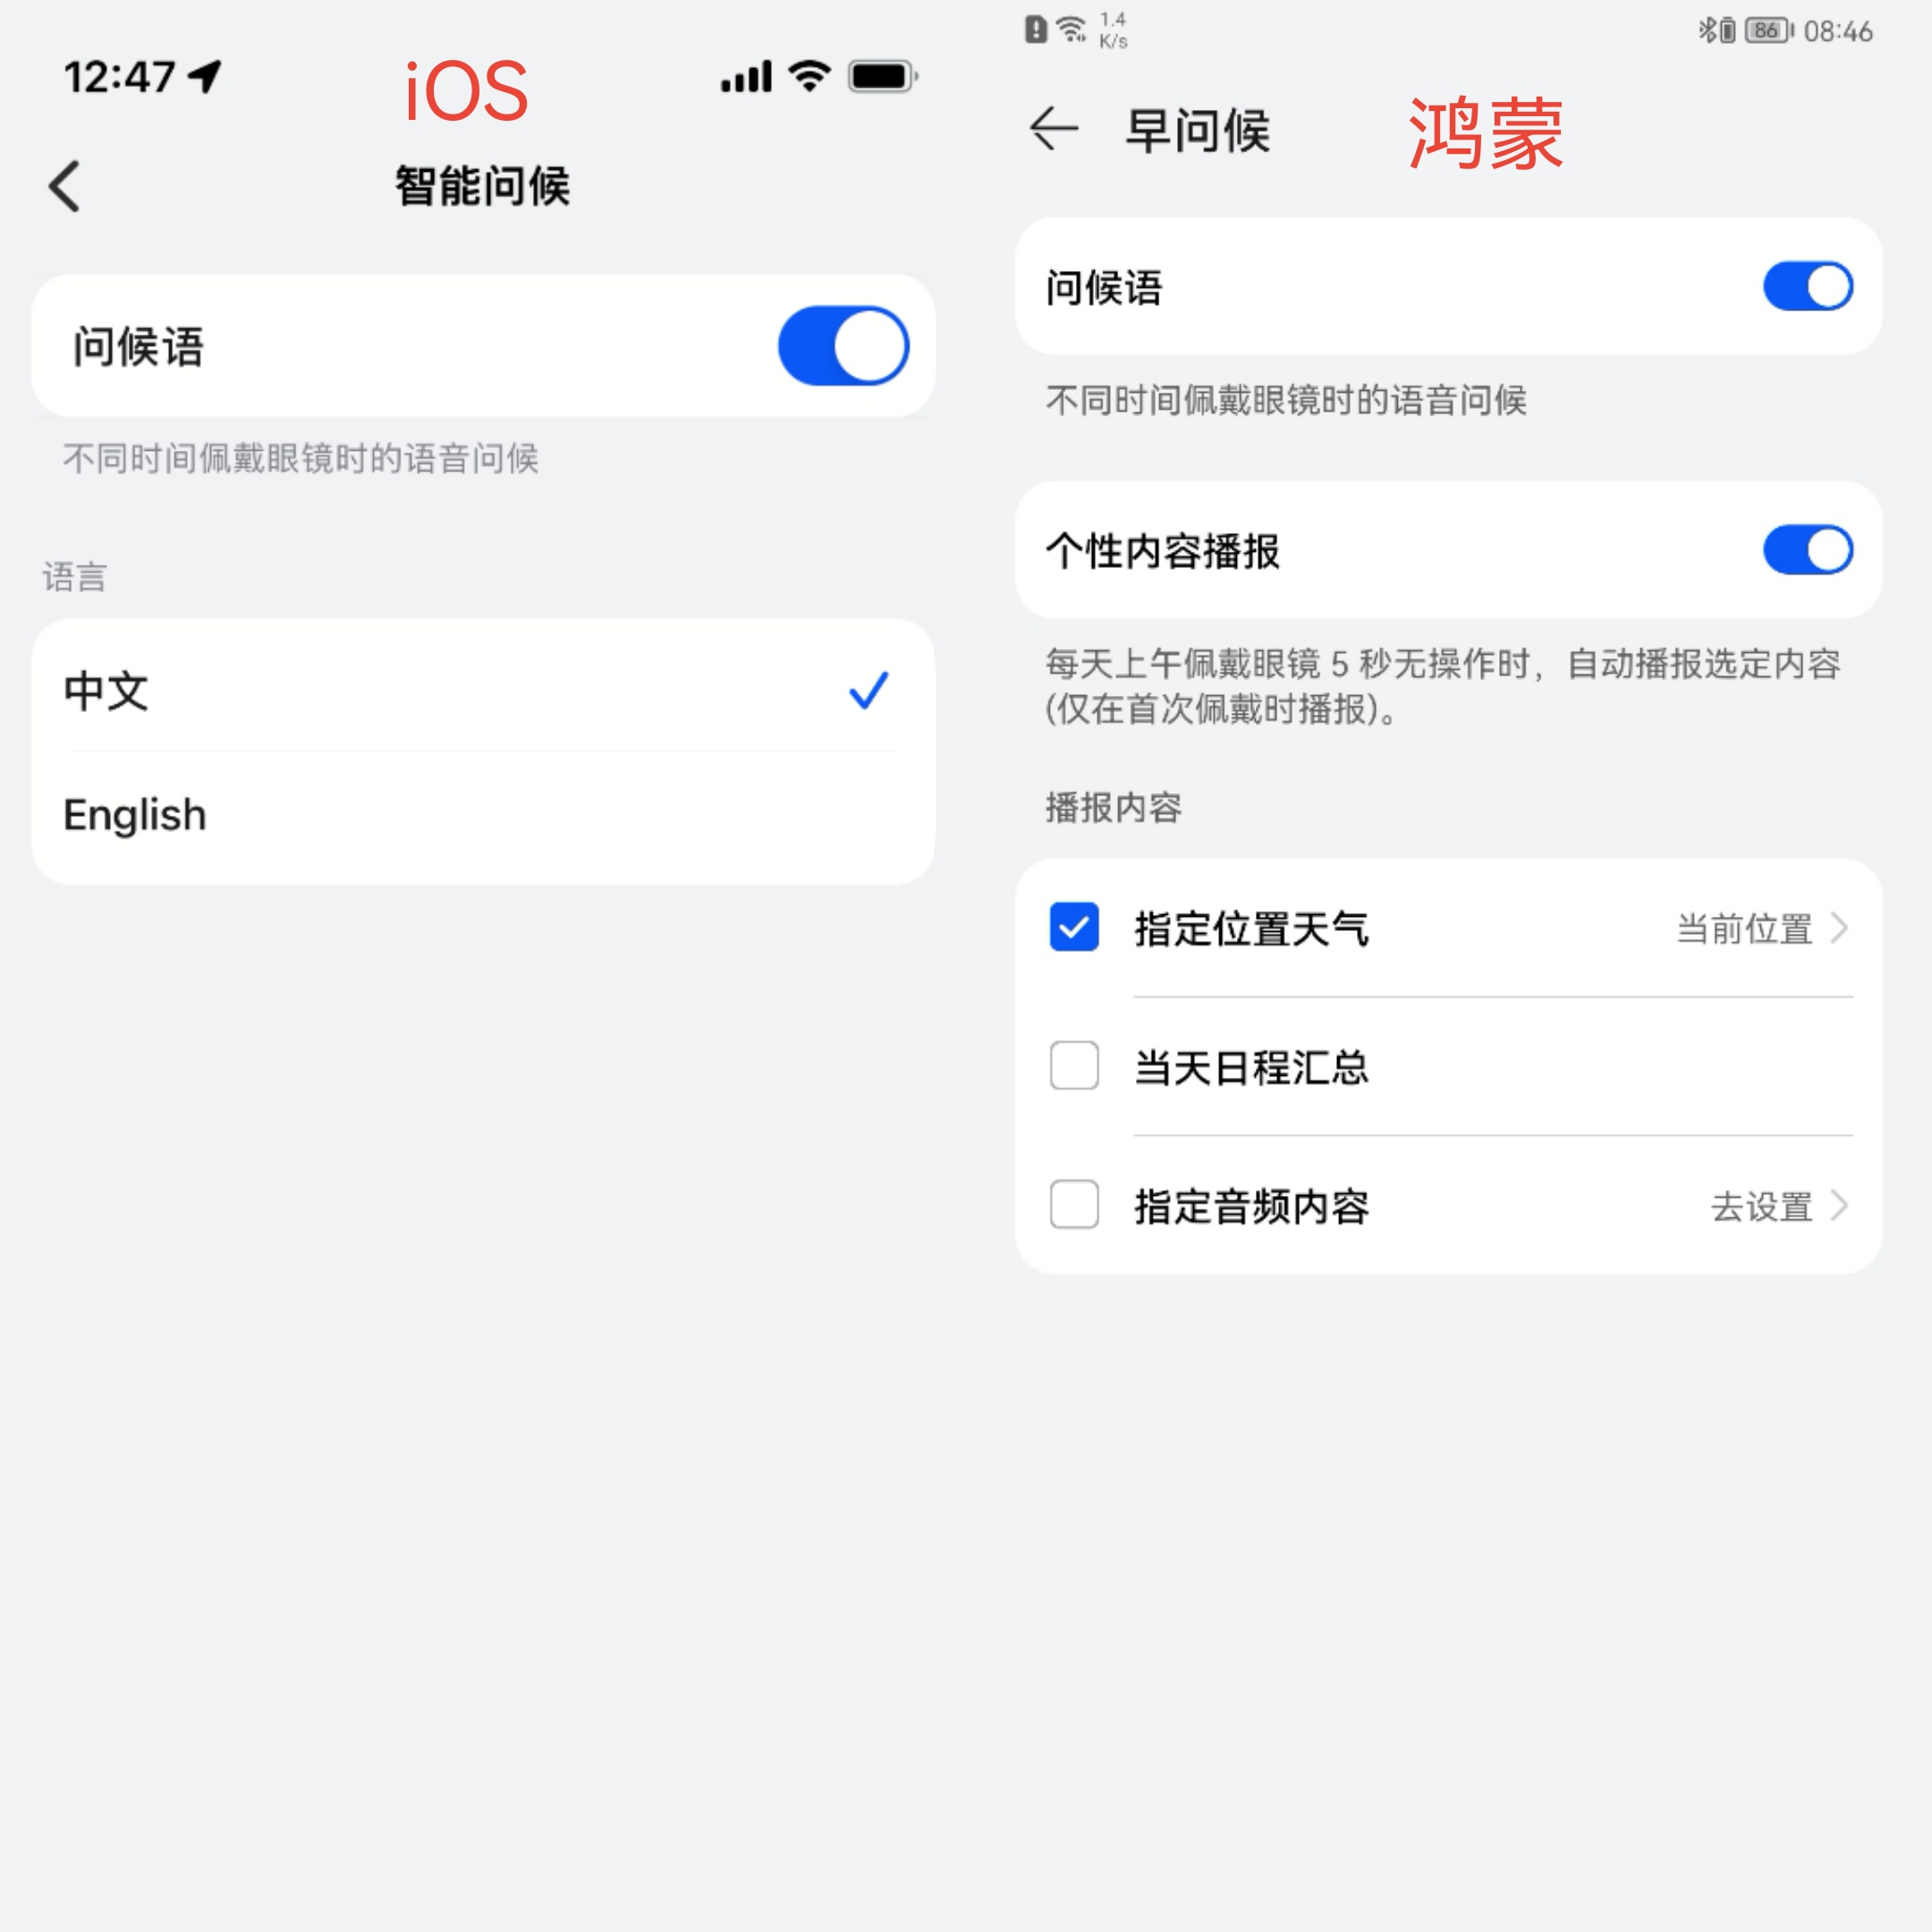 12:47
iOS
智能问候
问候语
不同时间佩戴眼镜时的语音问候
语言
中文
English
1.4
K/s
86
08:46
早问候
鸿蒙
问候语
不同时间佩戴眼镜时的语音问候
个性内容播报
每天上午佩戴眼镜 5 秒无操作时，自动播报选定内容
(仅在首次佩戴时播报)。
播报内容
指定位置天气 当前位置
当天日程汇总
指定音频内容 去设置